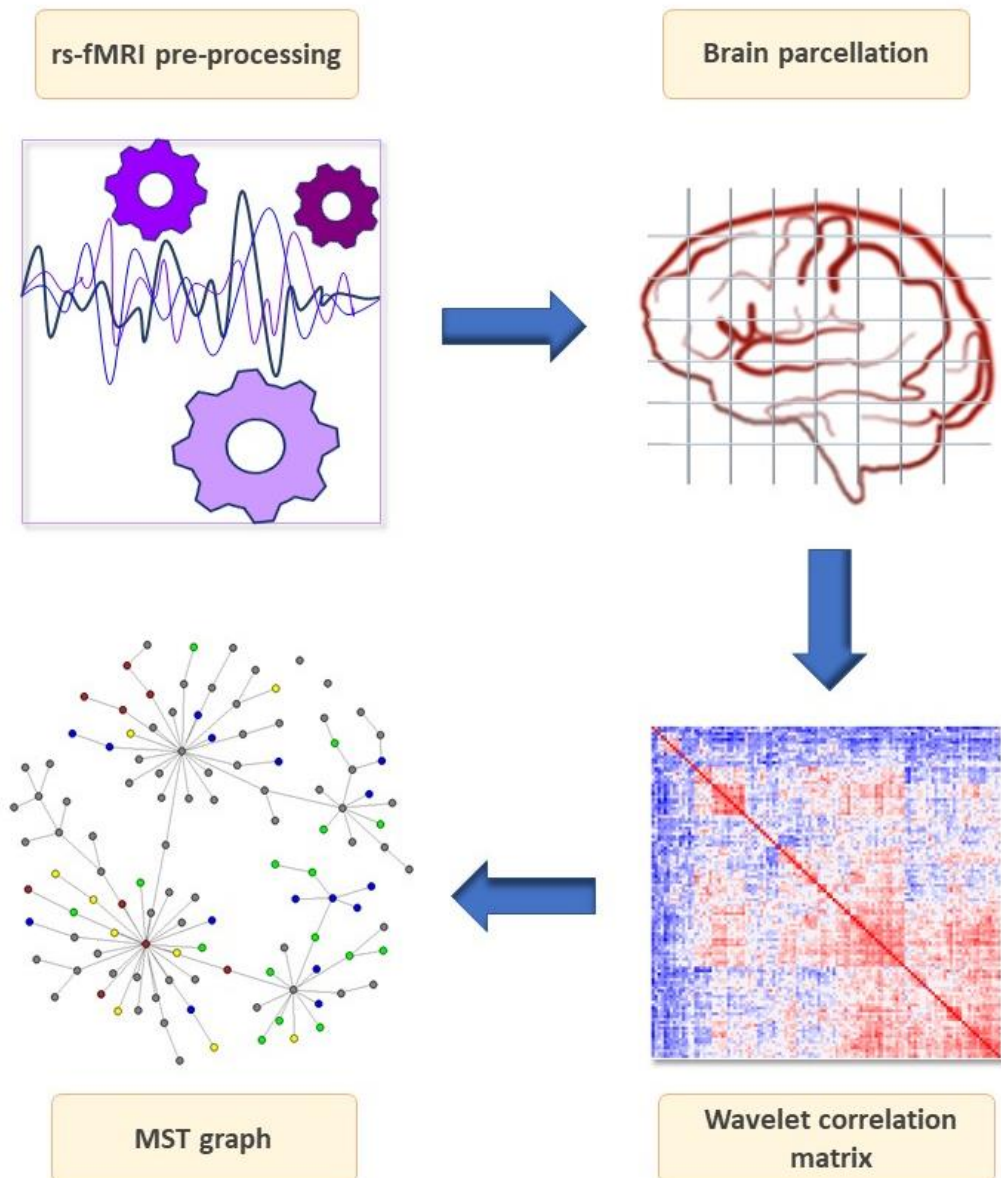 rs-fMRI pre-processing
Brain parcellation
MST graph
Wavelet correlation
matrix